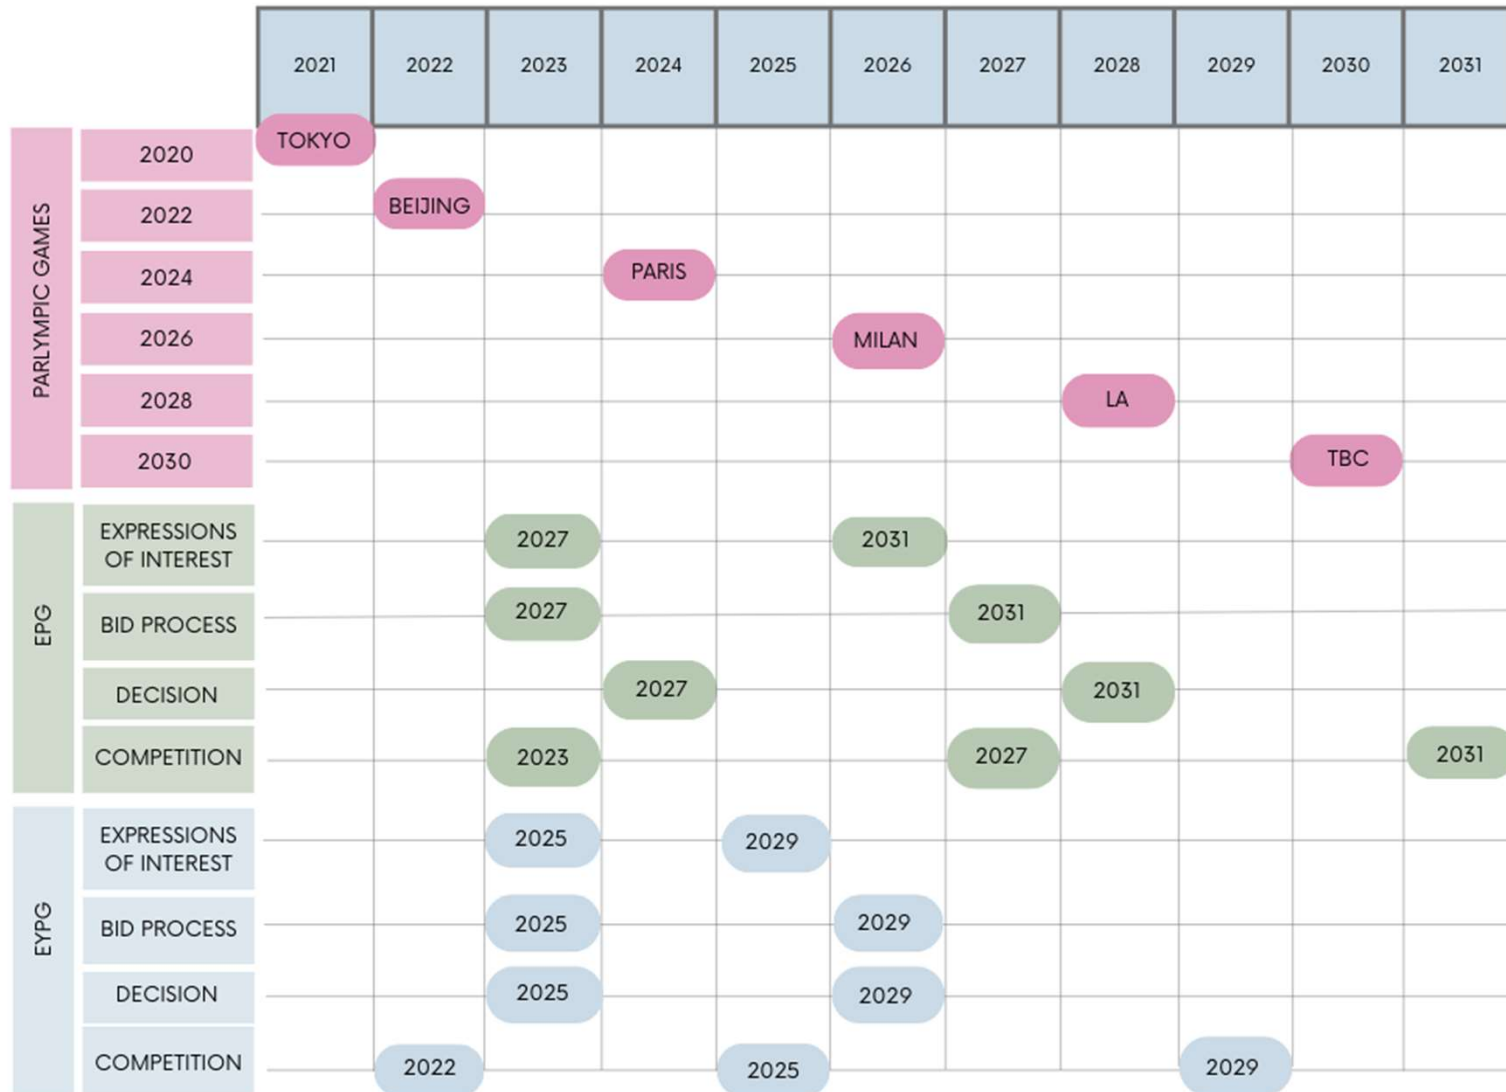 2021 2022 2023 2024 2025 2026 2027 2028 2029 2030 2031
PARLYMPIC GAMES
2020 TOKYO
2022 BEIJING
2024 PARIS
2026 MILAN
2028 LA
2030 TBC
EPG
EXPRESSIONS
OF INTEREST
2027 2031
BID PROCESS 2027 2031
DECISION 2027 2031
COMPETITION 2023 2027 2031
EYPG
EXPRESSIONS
OF INTEREST
2025 2029
BID PROCESS 2025 2029
DECISION 2025 2029
COMPETITION 2022 2025 2029